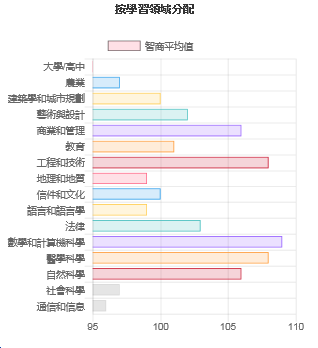 按學習領域分配
智商平均值
大學/高中
農業
建築學和城市規劃
藝術與設計
商業和管理
教育
工程和技術
地理和地質
信件和文化
語言和語言學
法律
數學和計算機科學
醫學科學
自然科學
社會科學
通信和信息
95 100 105 110